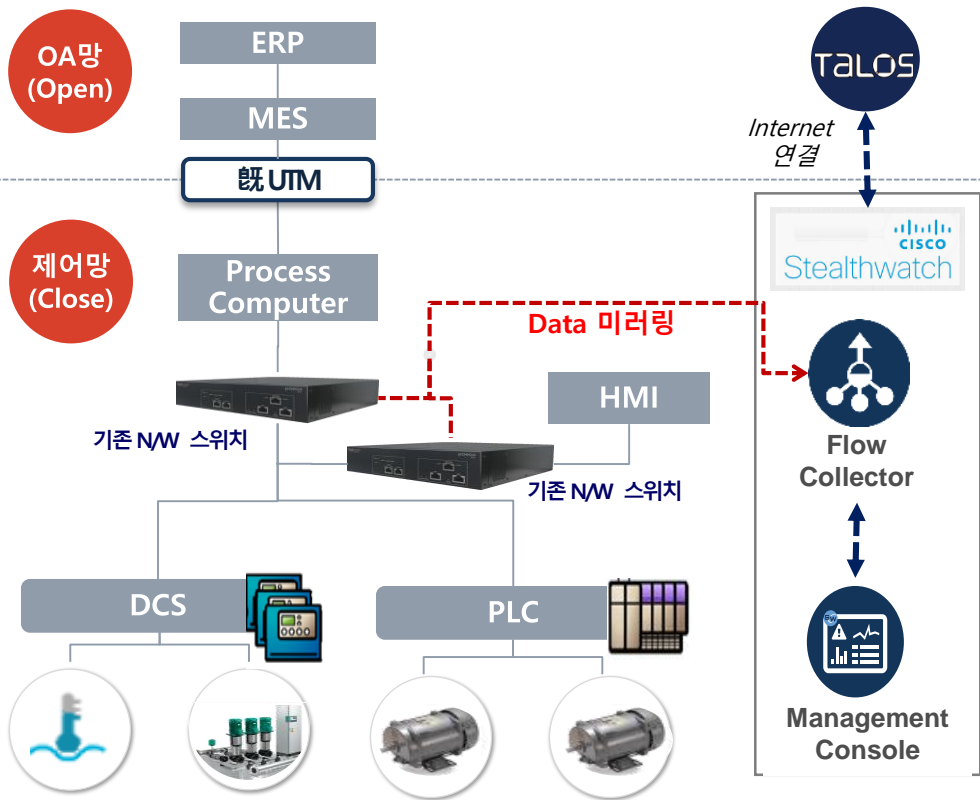 OA망
(Open)
ERP
MES
旣 UTM
TALOS
Internet
연결
제어망
(Close)
Process
Computer
CISCO
Stealthwatch
Data 미러링
HMI
기존 N/W 스위치
기존 N/W 스위치
Flow
Collector
DCS
PLC
Management
Console